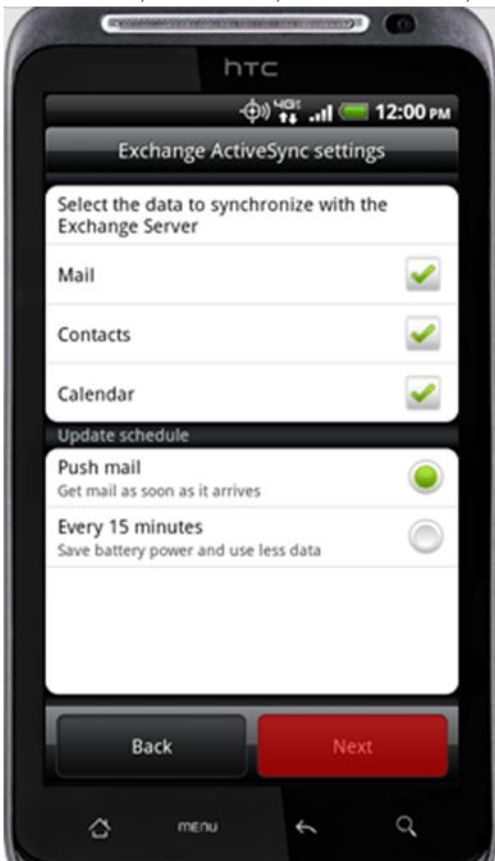 htc
4G 12:00 PM
Exchange ActiveSync settings
Select the data to synchronize with the
Exchange Server
Mail
Contacts
Calendar
Update schedule
Push mail
Get mail as soon as it arrives
Every 15 minutes
Save battery power and use less data
Back
Next
menu